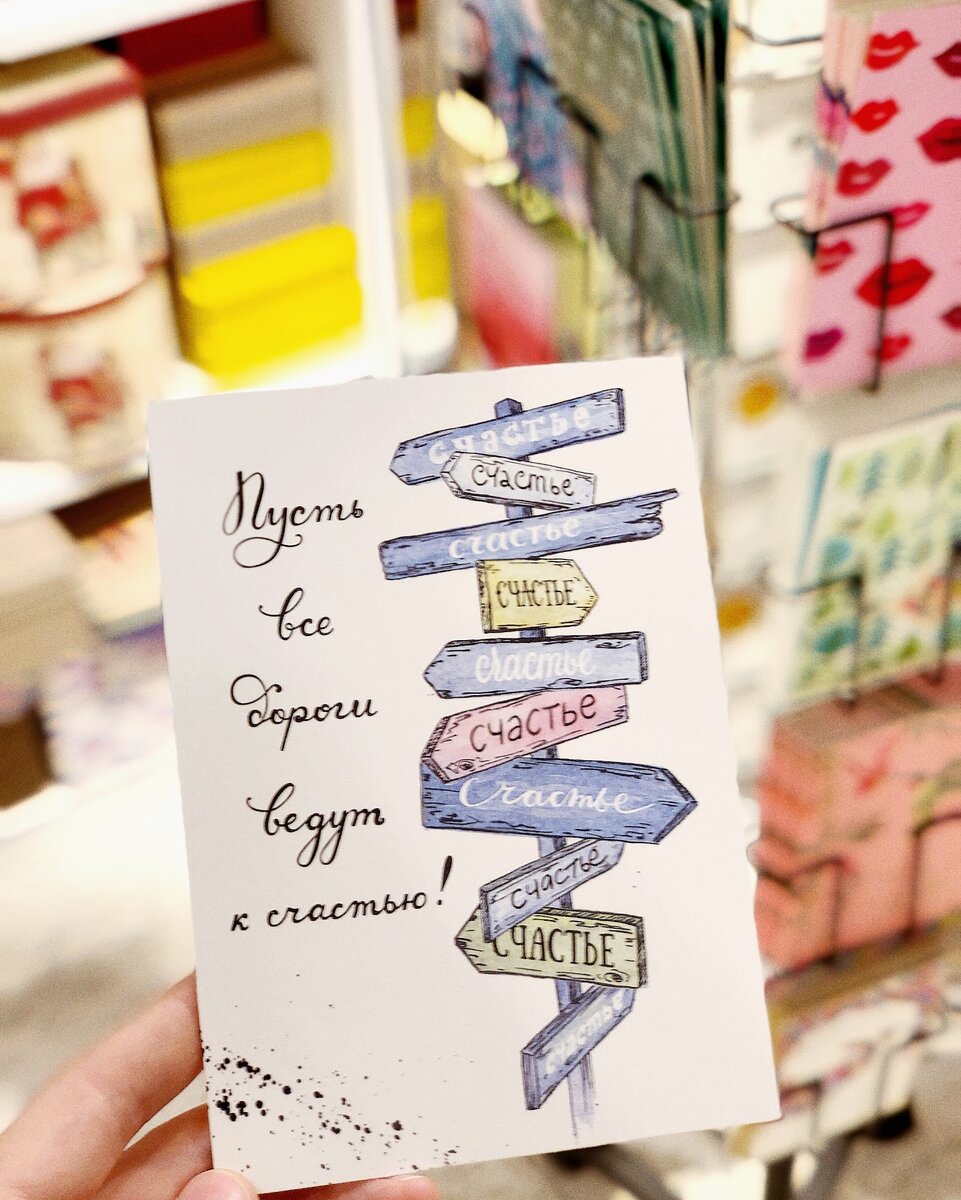 Пусть
все
дороги
ведут
к счастью!
счастье
счастье
счастье
СЧАСТЬЕ
счастье
счастье
Счастье
счастье
СЧАСТЬЕ
счастье